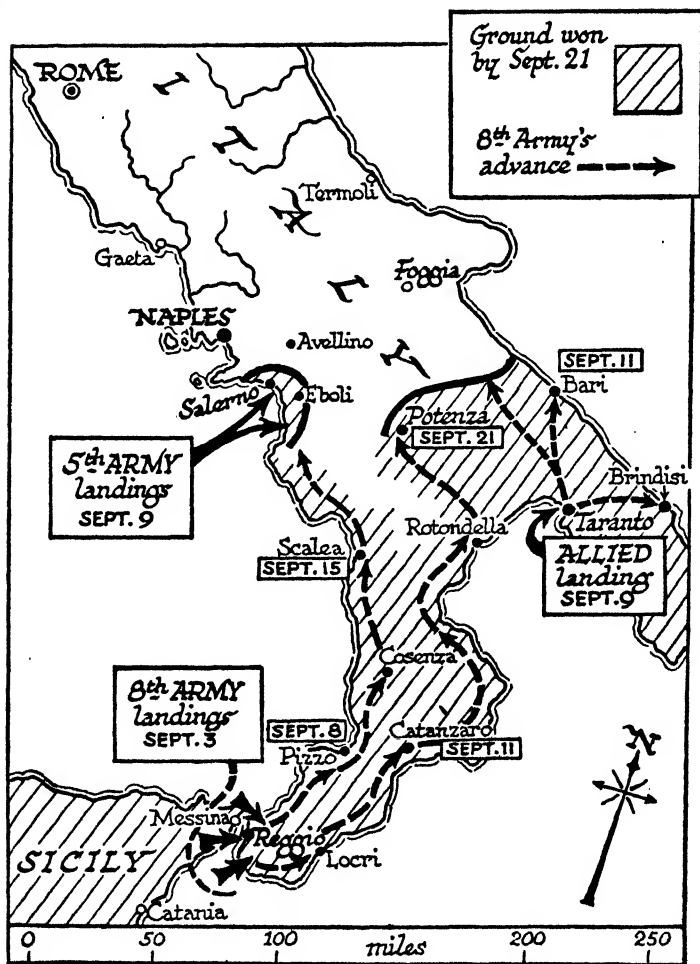 Ground won
by Sept. 21
8th Army's
advance
ROME
ITALY
Termoli
Gaeta
Foggia
NAPLES
Avellino
SEPT. 11
Bari
Salerno
Eboli
Potenza
SEPT. 21
5th ARMY
landings
SEPT. 9
Brindisi
Rotondella
Taranto
Scalea
SEPT. 15
ALLIED
landing
SEPT. 9
Cosenza
8th ARMY
landings
SEPT. 3
SEPT. 8
Pizzo
Catanzaro
SEPT. 11
N
Messina
Reggio
SICILY
Locri
Catania
0 50 100 miles 200 250